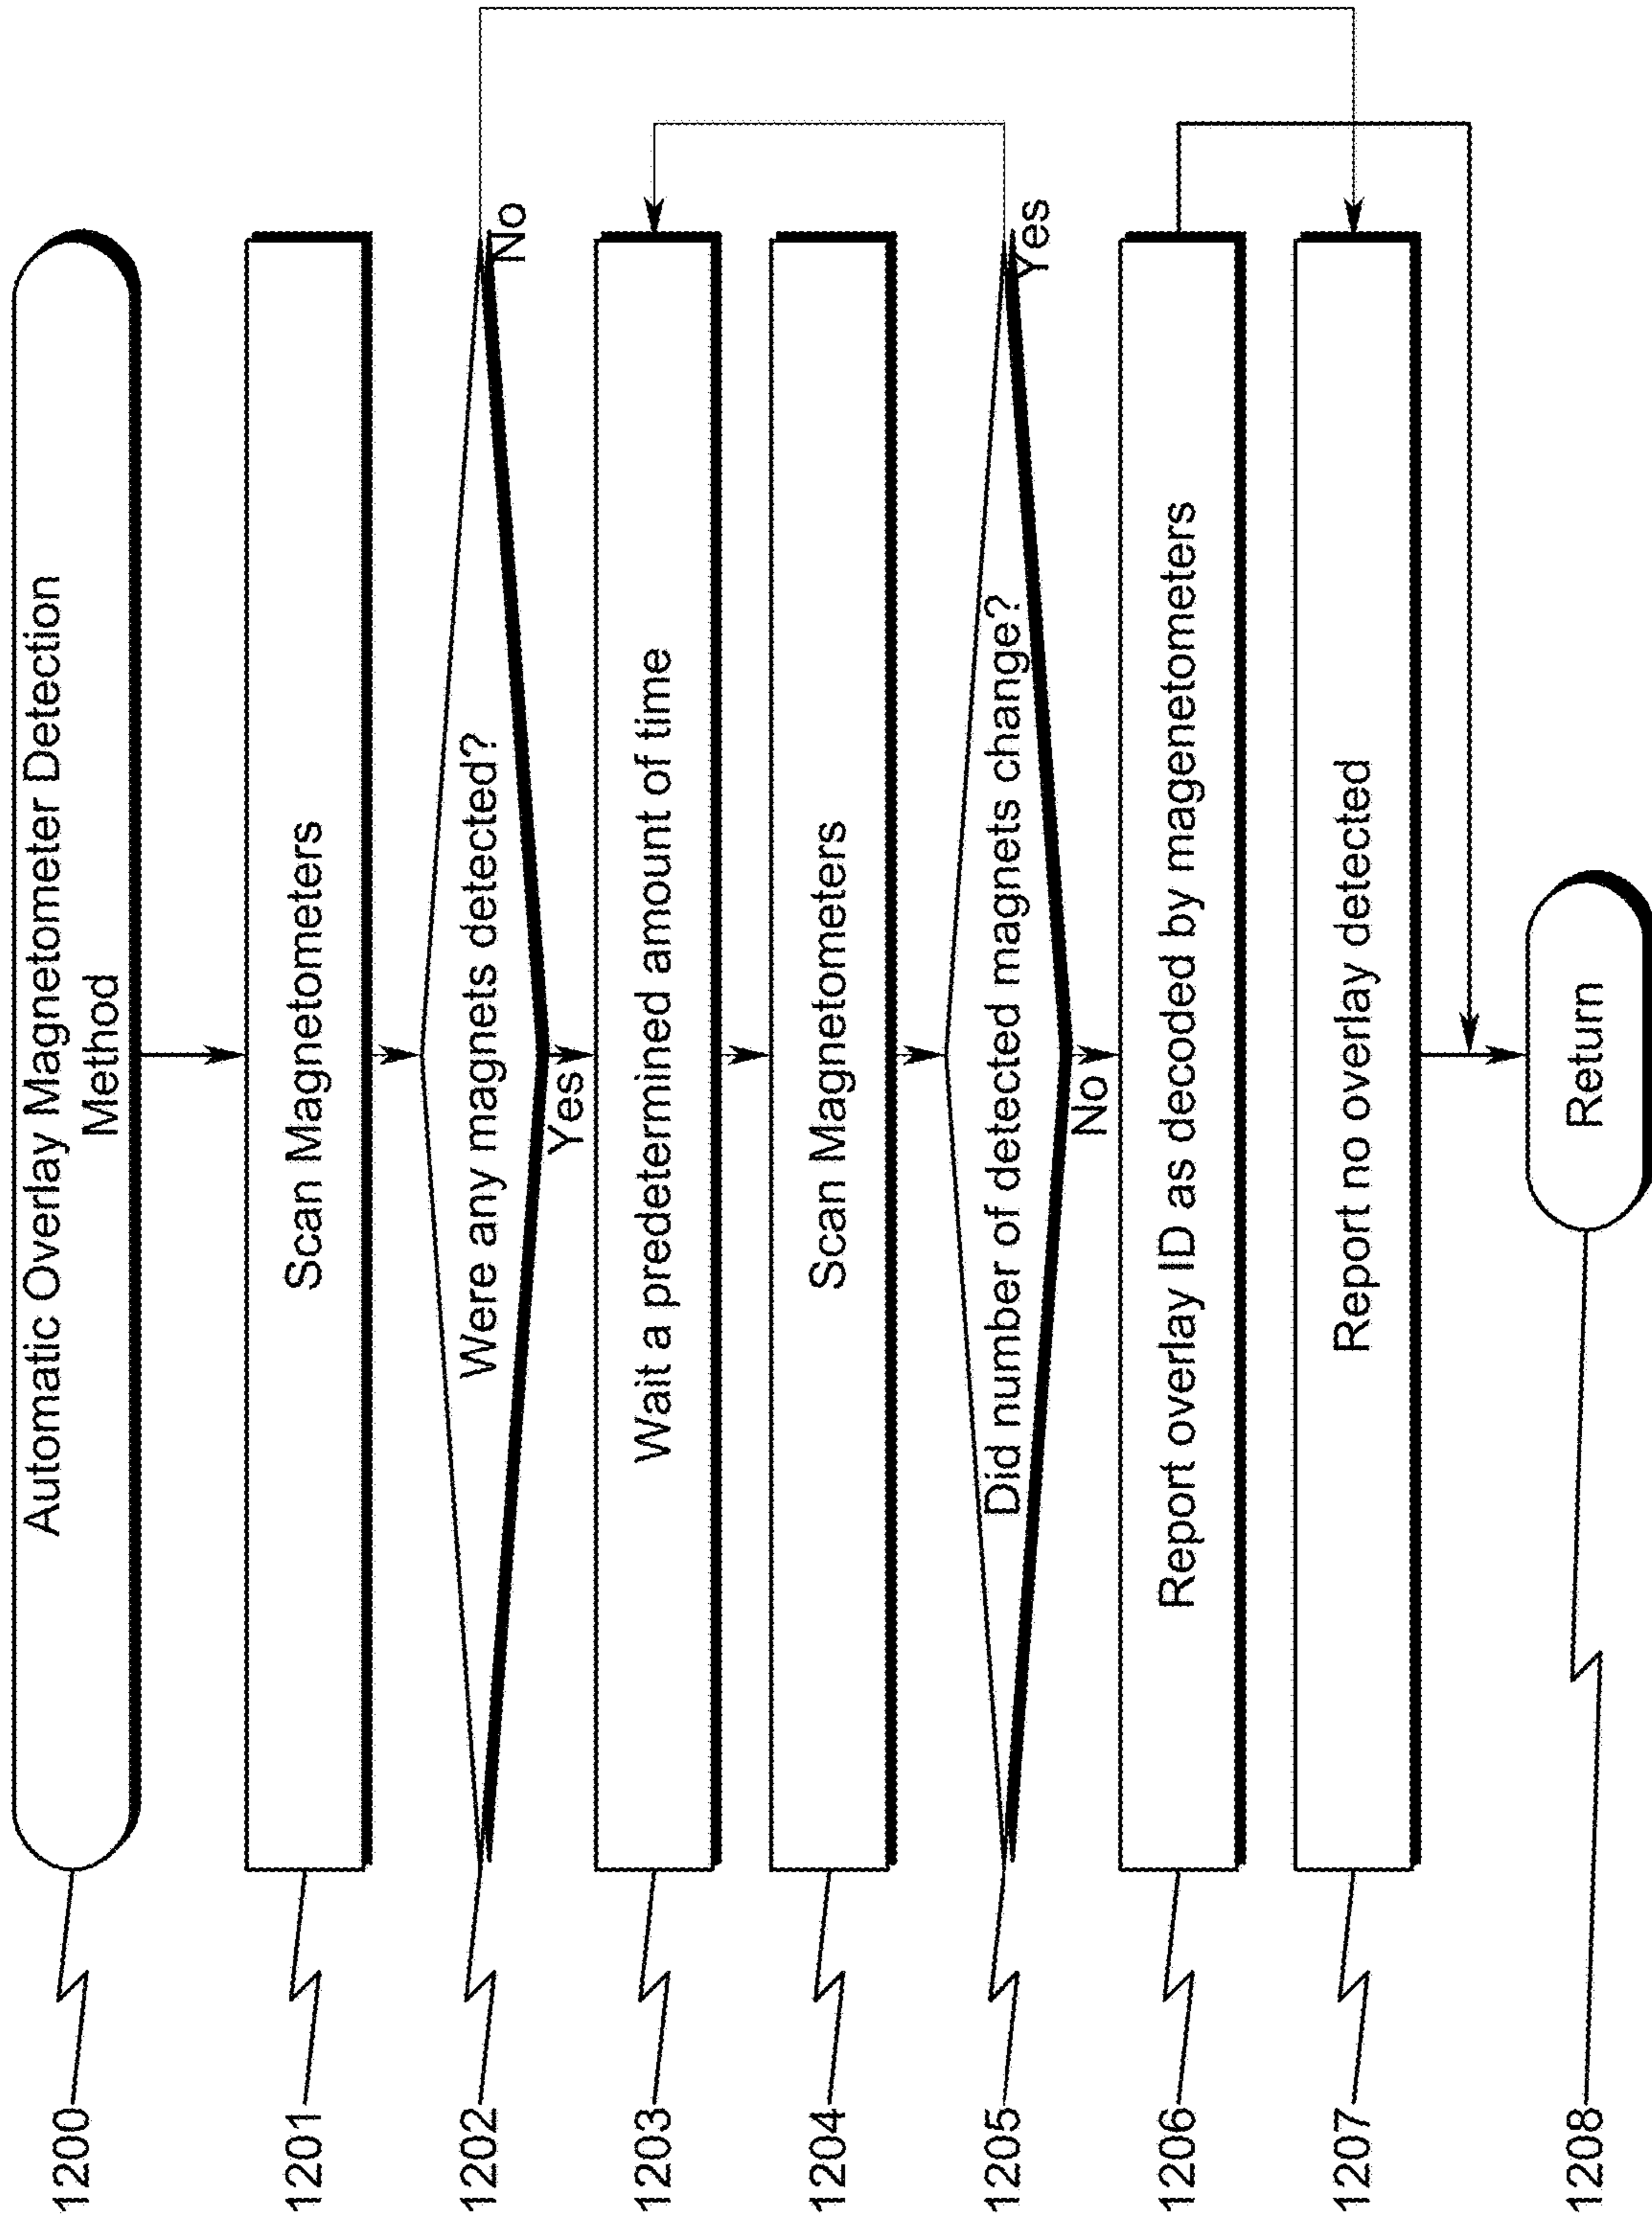 1200
Automatic Overlay Magnetometer Detection
Method
1201
Scan Magnetometers
1202
Were any magnets detected?
No
Yes
1203
Wait a predetermined amount of time
1204
Scan Magnetometers
1205
Did number of detected magnets change?
Yes
No
1206
Report overlay ID as decoded by magenetometers
1207
Report no overlay detected
1208
Return